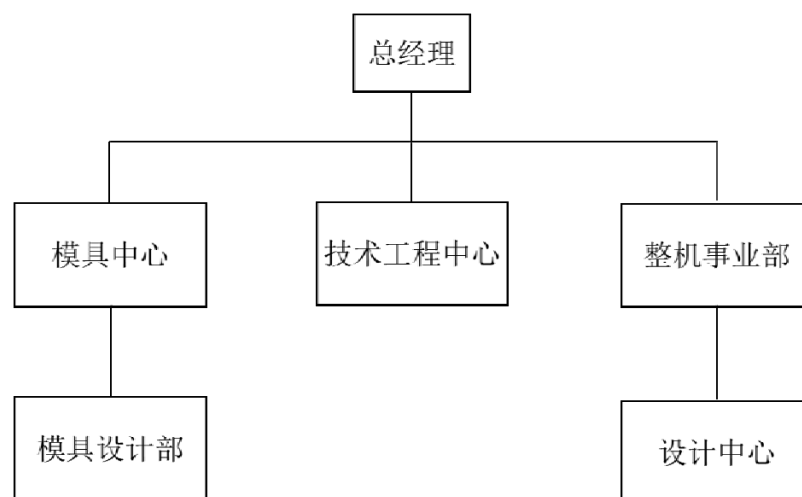 总经理
模具中心
技术工程中心
整机事业部
模具设计部
设计中心